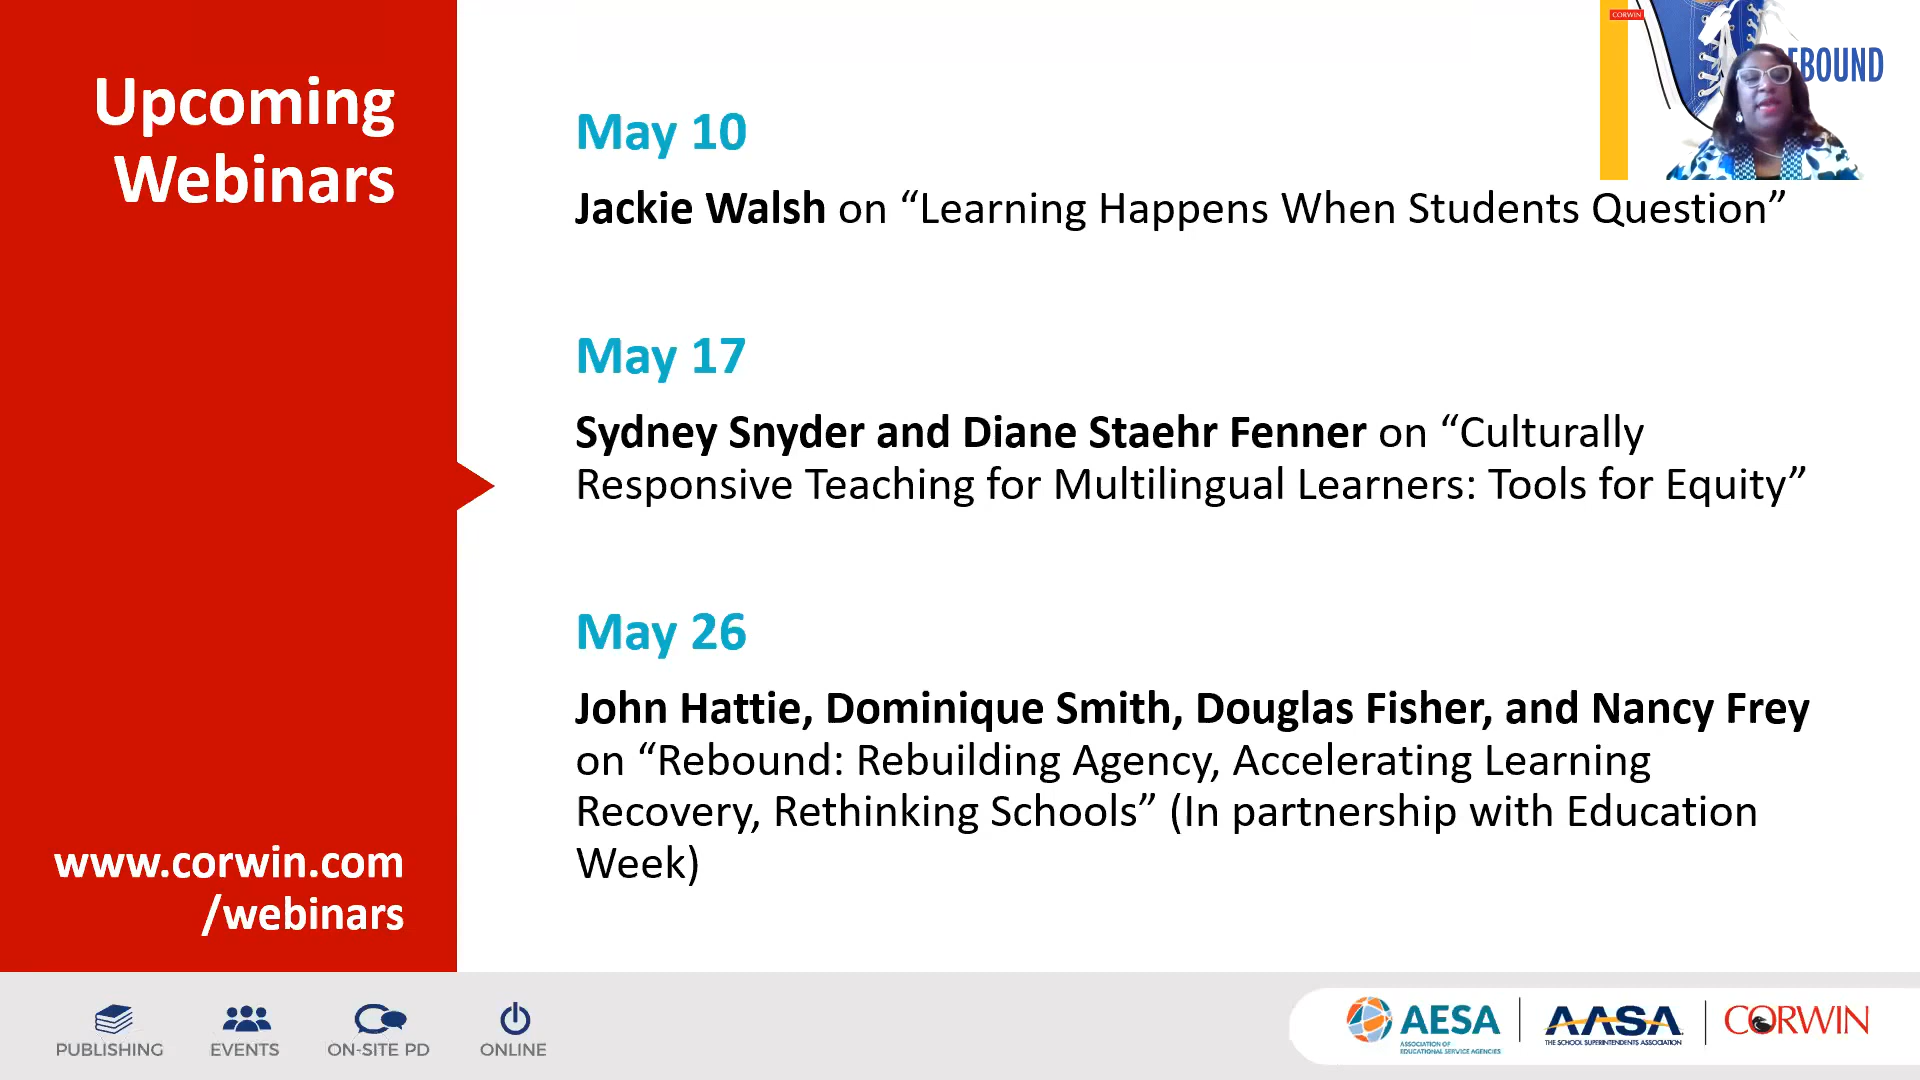 Upcoming
Webinars
www.corwin.com
/webinars
CORWIN
EBOUND
May 10
Jackie Walsh on “Learning Happens When Students Question”
May 17
Sydney Snyder and Diane Staehr Fenner on “Culturally
Responsive Teaching for Multilingual Learners: Tools for Equity”
May 26
John Hattie, Dominique Smith, Douglas Fisher, and Nancy Frey
on “Rebound: Rebuilding Agency, Accelerating Learning
Recovery, Rethinking Schools” (In partnership with Education
Week)
PUBLISHING
EVENTS
ON-SITE PD
ONLINE
AESA
ASSOCIATION OF
EDUCATIONAL SERVICE AGENCIES
AASA
THE SCHOOL SUPERINTENDENTS ASSOCIATION
CORWIN